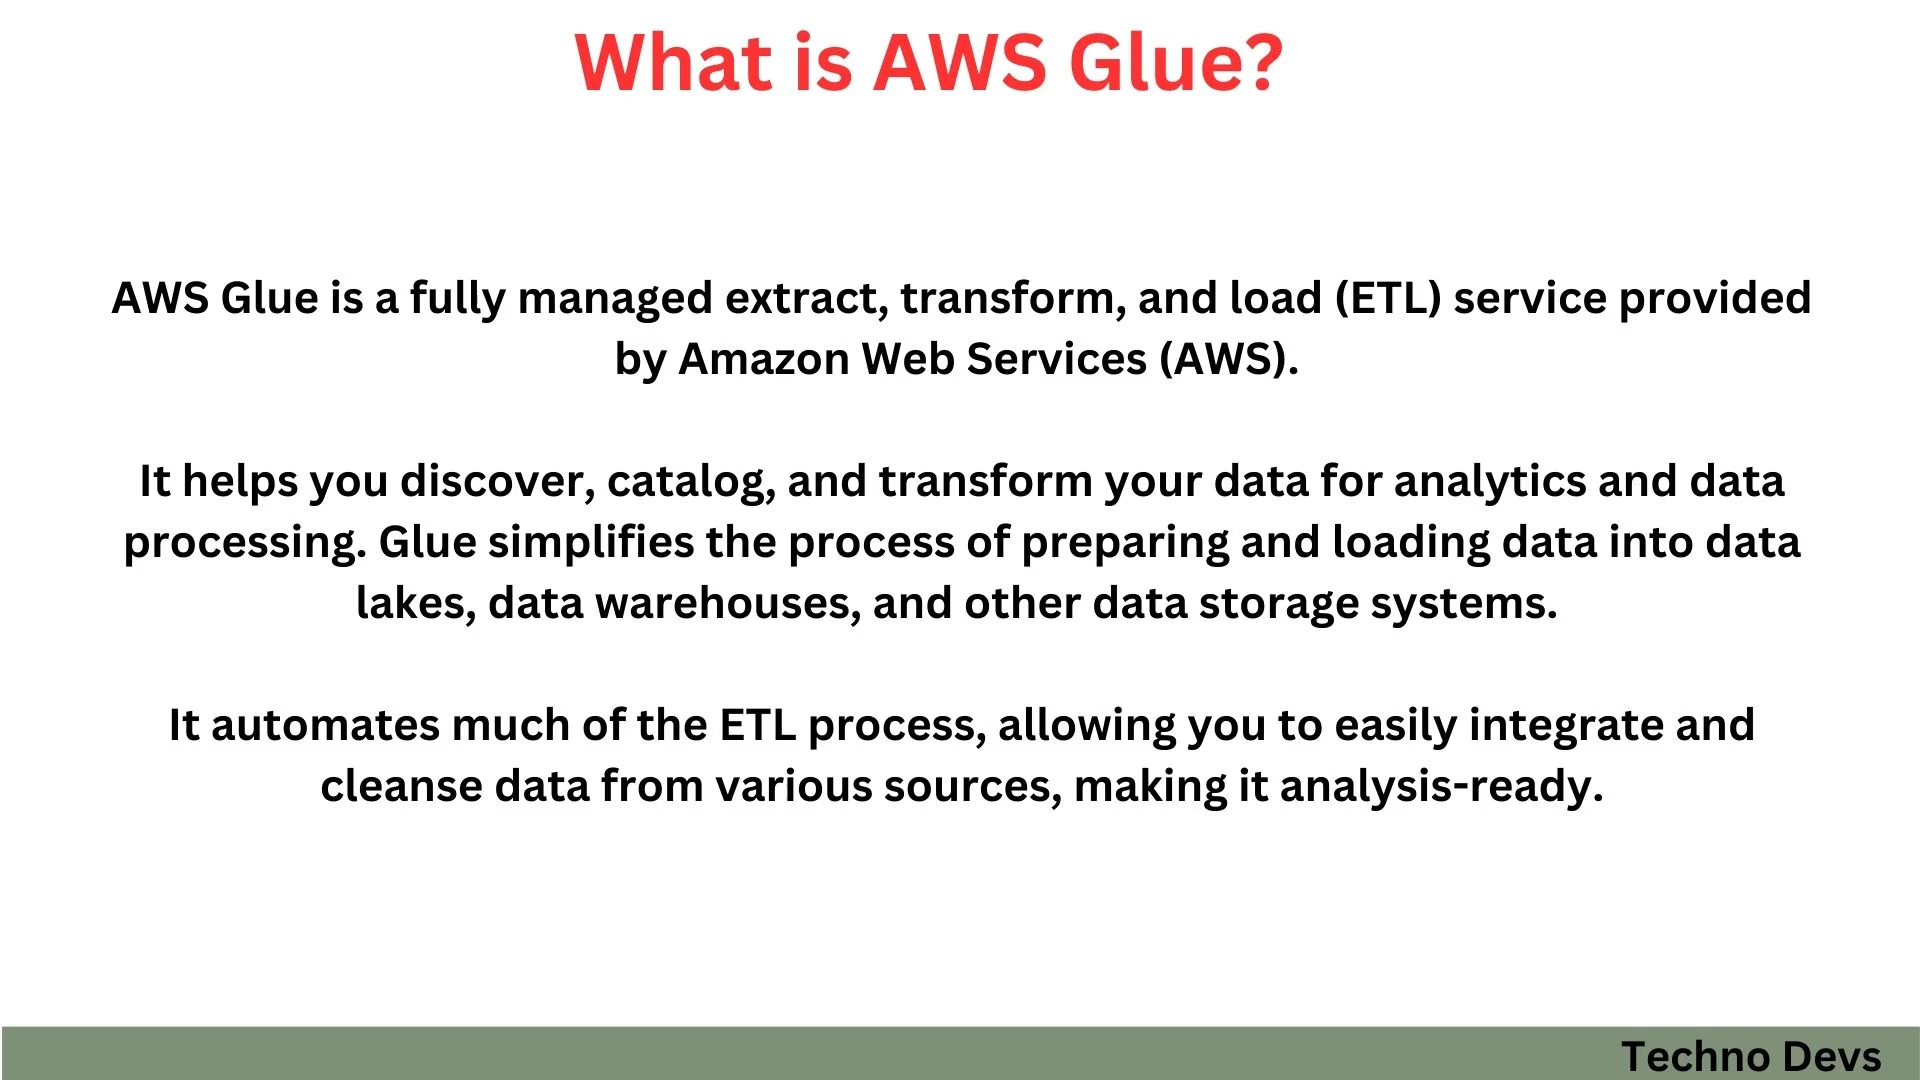 What is AWS Glue?
AWS Glue is a fully managed extract, transform, and load (ETL) service provided
by Amazon Web Services (AWS).
It helps you discover, catalog, and transform your data for analytics and data
processing. Glue simplifies the process of preparing and loading data into data
lakes, data warehouses, and other data storage systems.
It automates much of the ETL process, allowing you to easily integrate and
cleanse data from various sources, making it analysis-ready.
Techno Devs